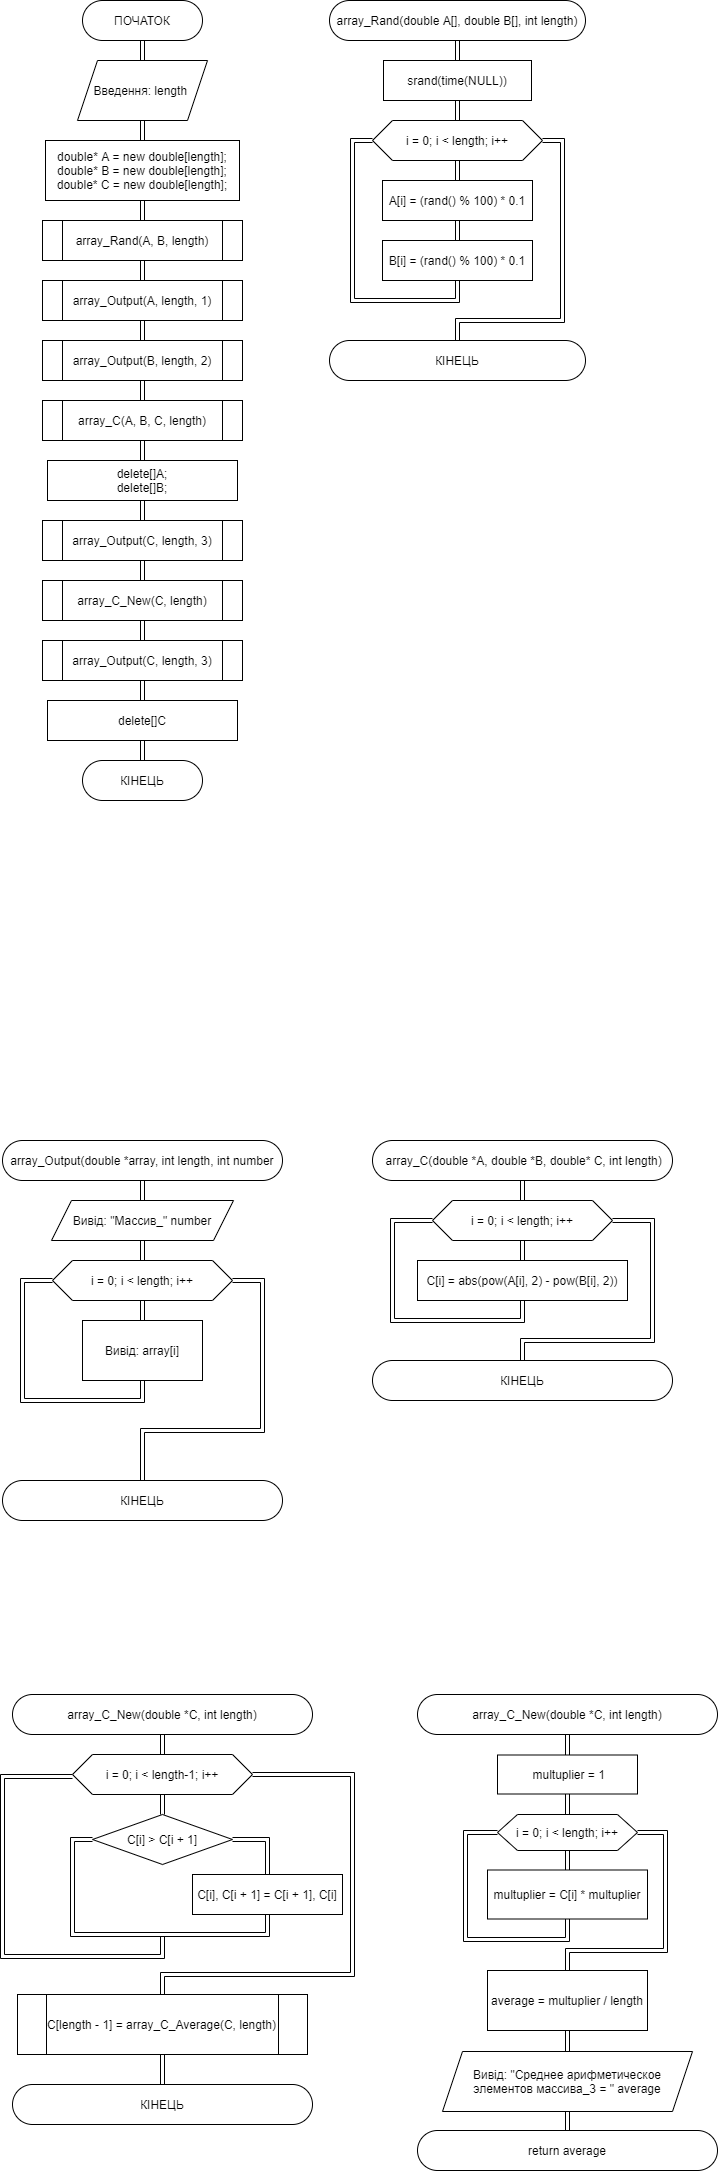 ПОЧАТОК
Введення: length
double* A = new double[length];
double* B = new double[length];
double* C = new double[length];
array_Rand(A, B, length)
array_Output(A, length, 1)
array_Output(B, length, 2)
array_C(A, B, C, length)
delete[]A;
delete[]B;
array_Output(C, length, 3)
array_C_New(C, length)
array_Output(C, length, 3)
delete[]C
КІНЕЦЬ
array_Rand(double A[], double B[], int length)
srand(time(NULL))
i = 0; i < length; i++
A[i] = (rand() % 100) * 0.1
B[i] = (rand() % 100) * 0.1
КІНЕЦЬ
array_Output(double *array, int length, int number
Вивід: "Массив_" number
i = 0; i < length; i++
Вивід: array[i]
КІНЕЦЬ
array_C(double *A, double *B, double* C, int length)
i = 0; i < length; i++
C[i] = abs(pow(A[i], 2) - pow(B[i], 2))
КІНЕЦЬ
array_C_New(double *C, int length)
i = 0; i < length-1; i++
C[i] > C[i + 1]
C[i], C[i + 1] = C[i + 1], C[i]
C[length - 1] = array_C_Average(C, length)
КІНЕЦЬ
array_C_New(double *C, int length)
multuplier = 1
i = 0; i < length; i++
multuplier = C[i] * multuplier
average = multuplier / length
Вивід: "Среднее арифметическое
элементов массива_3 = " average
return average